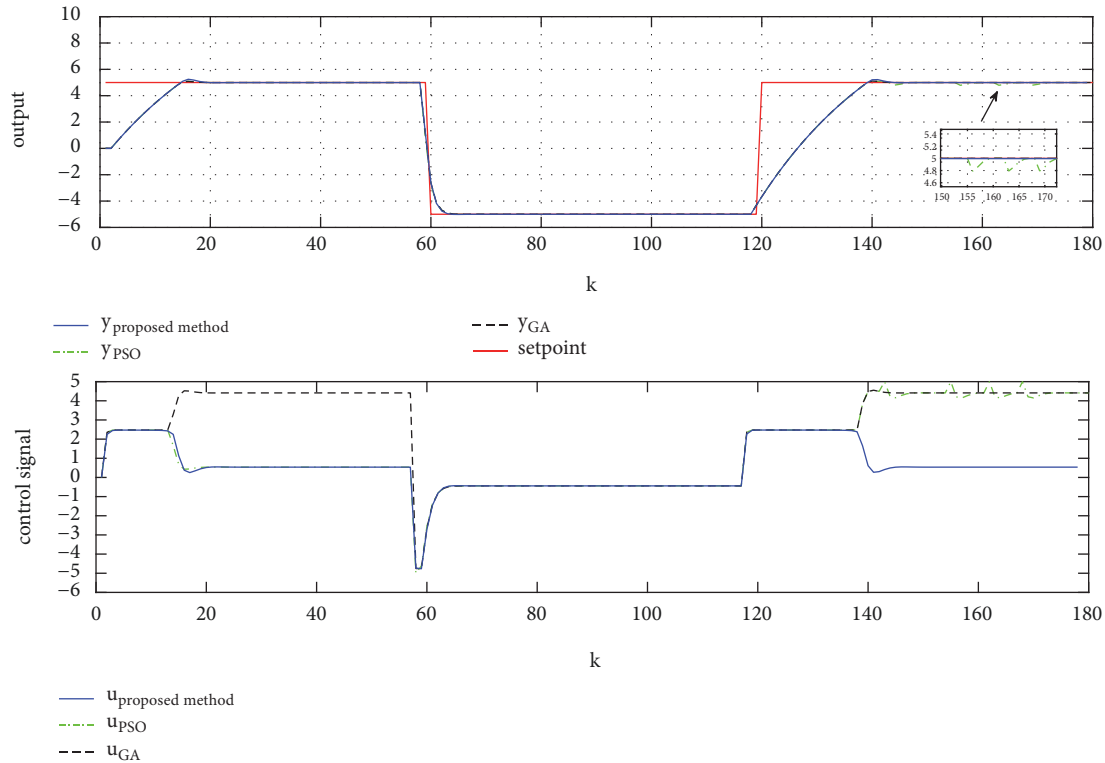 10
8
6
4
2
0
−2
−4
−6
output
5.4
5.2
5
4.8
4.6
150 155 160 165 170
0 20 40 60 80 100 120 140 160 180
k
y proposed method
y PSO
y GA
setpoint
5
4
3
2
1
0
−1
−2
−3
−4
−5
−6
control signal
0 20 40 60 80 100 120 140 160 180
k
u proposed method
u PSO
u GA